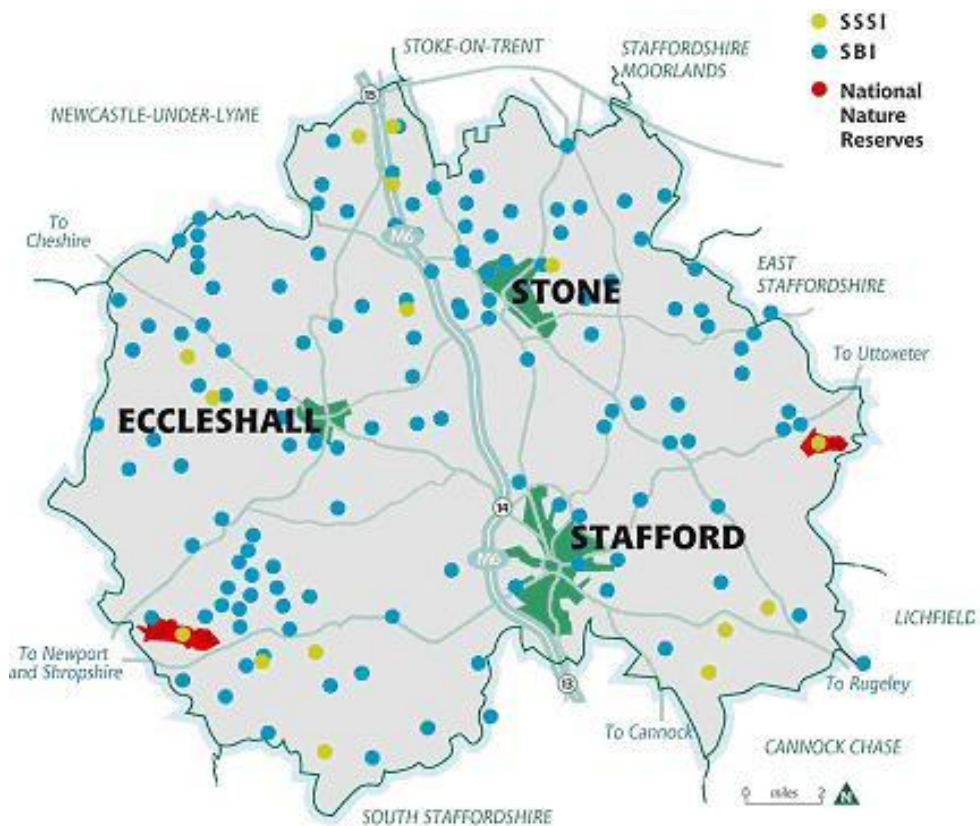 SSSI
SBI
National
Nature
Reserves
STOKE-ON-TRENT
STAFFORDSHIRE
MOORLANDS
NEWCASTLE-UNDER-LYME
15
To
Cheshire
M6
EAST
STAFFORDSHIRE
STONE
To Uttoxeter
ECCLESHALL
14
STAFFORD
M6
LICHFIELD
To Newport
and Shropshire
13
To Rugeley
To Cannock
CANNOCK CHASE
0 miles 2
N
SOUTH STAFFORDSHIRE